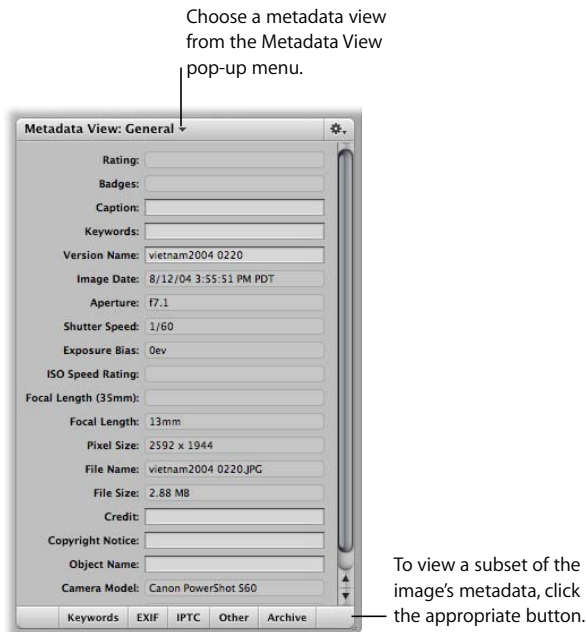 Choose a metadata view
from the Metadata View
pop-up menu.
Metadata View: General
Rating:
Badges:
Caption:
Keywords:
Version Name: vietnam2004 0220
Image Date: 8/12/04 3:55:51 PM PDT
Aperture: f7.1
Shutter Speed: 1/60
Exposure Bias: 0ev
ISO Speed Rating:
Focal Length (35mm):
Focal Length: 13mm
Pixel Size: 2592 x 1944
File Name: vietnam2004 0220.JPG
File Size: 2.88 MB
Credit:
Copyright Notice:
Object Name:
Camera Model: Canon PowerShot S60
Keywords EXIF IPTC Other Archive
To view a subset of the
image’s metadata, click
the appropriate button.